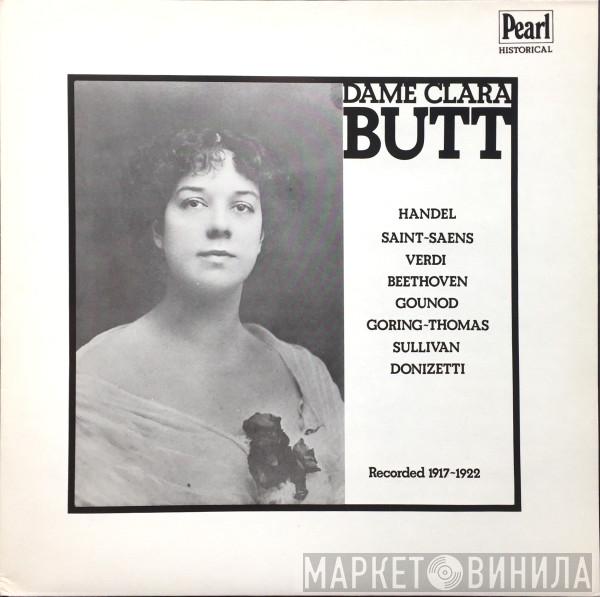 Pearl
HISTORICAL
DAME CLARA
BUTT
HANDEL
SAINT-SAENS
VERDI
BEETHOVEN
GOUNOD
GORING-THOMAS
SULLIVAN
DONIZETTI
Recorded 1917-1922
МАРКЕТ ВИНИЛА